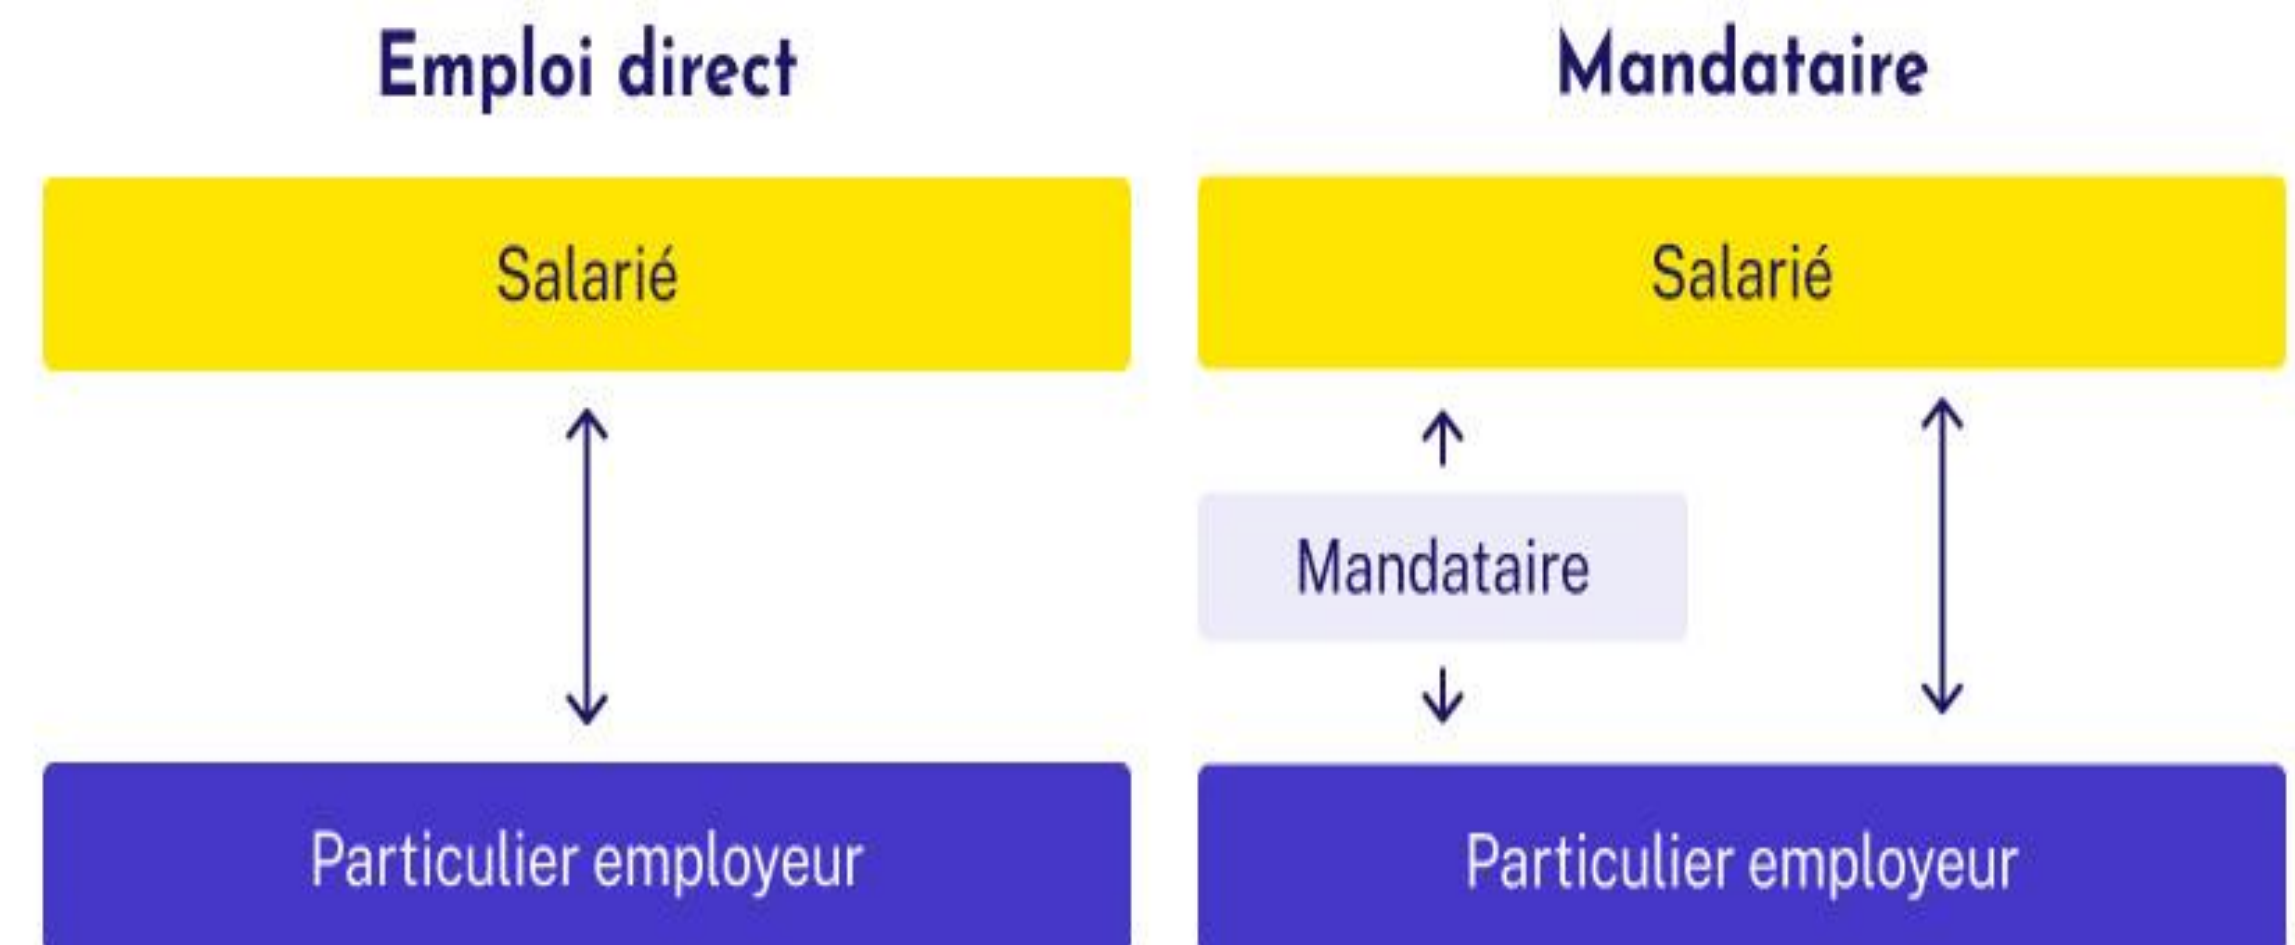 Emploi direct
Mandataire
Salarié
Salarié
Mandataire
Particulier employeur
Particulier employeur